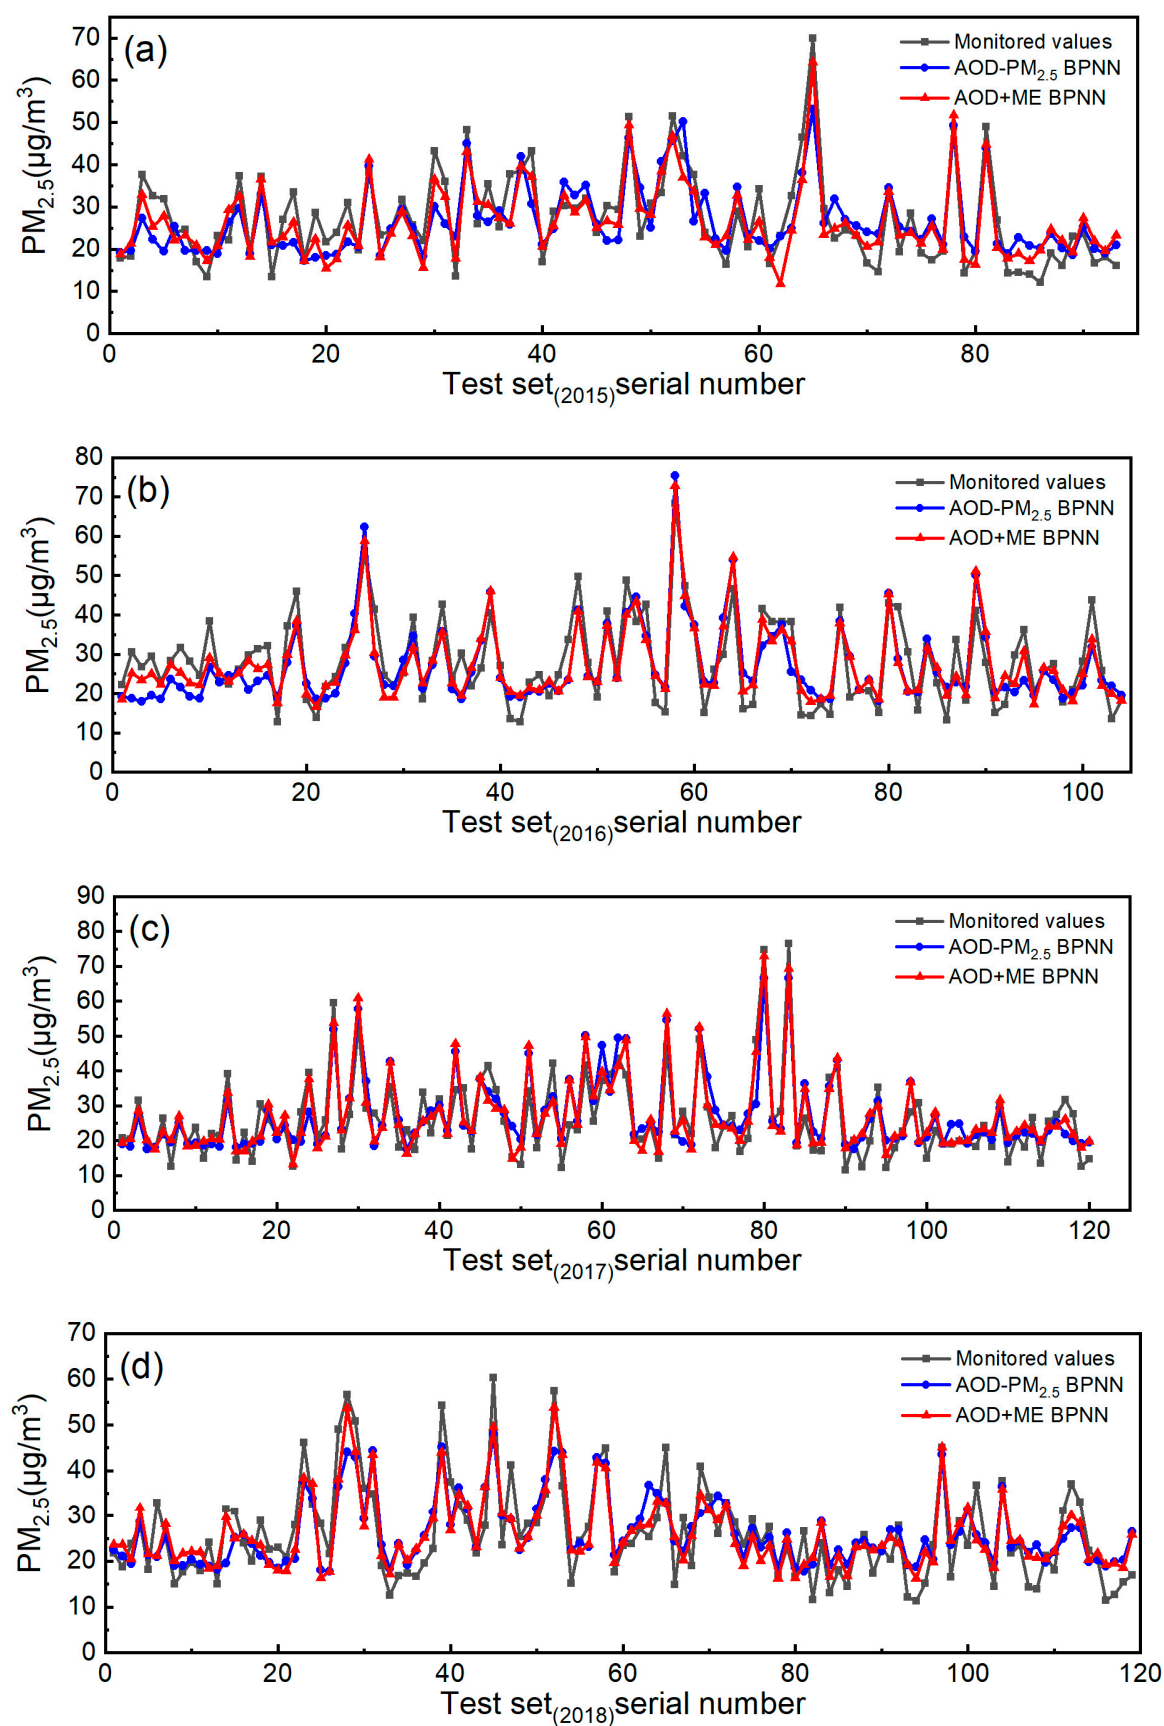 (a)
Monitored values
AOD-PM2.5 BPNN
AOD+ME BPNN
PM2.5(μg/m3)
70
60
50
40
30
20
10
0
0 20 40 60 80
Test set(2015)serial number
(b)
Monitored values
AOD-PM2.5 BPNN
AOD+ME BPNN
PM2.5(μg/m3)
80
70
60
50
40
30
20
10
0
0 20 40 60 80 100
Test set(2016)serial number
(c)
Monitored values
AOD-PM2.5 BPNN
AOD+ME BPNN
PM2.5(μg/m3)
90
80
70
60
50
40
30
20
10
0
0 20 40 60 80 100 120
Test set(2017)serial number
(d)
Monitored values
AOD-PM2.5 BPNN
AOD+ME BPNN
PM2.5(μg/m3)
70
60
50
40
30
20
10
0
0 20 40 60 80 100 120
Test set(2018)serial number